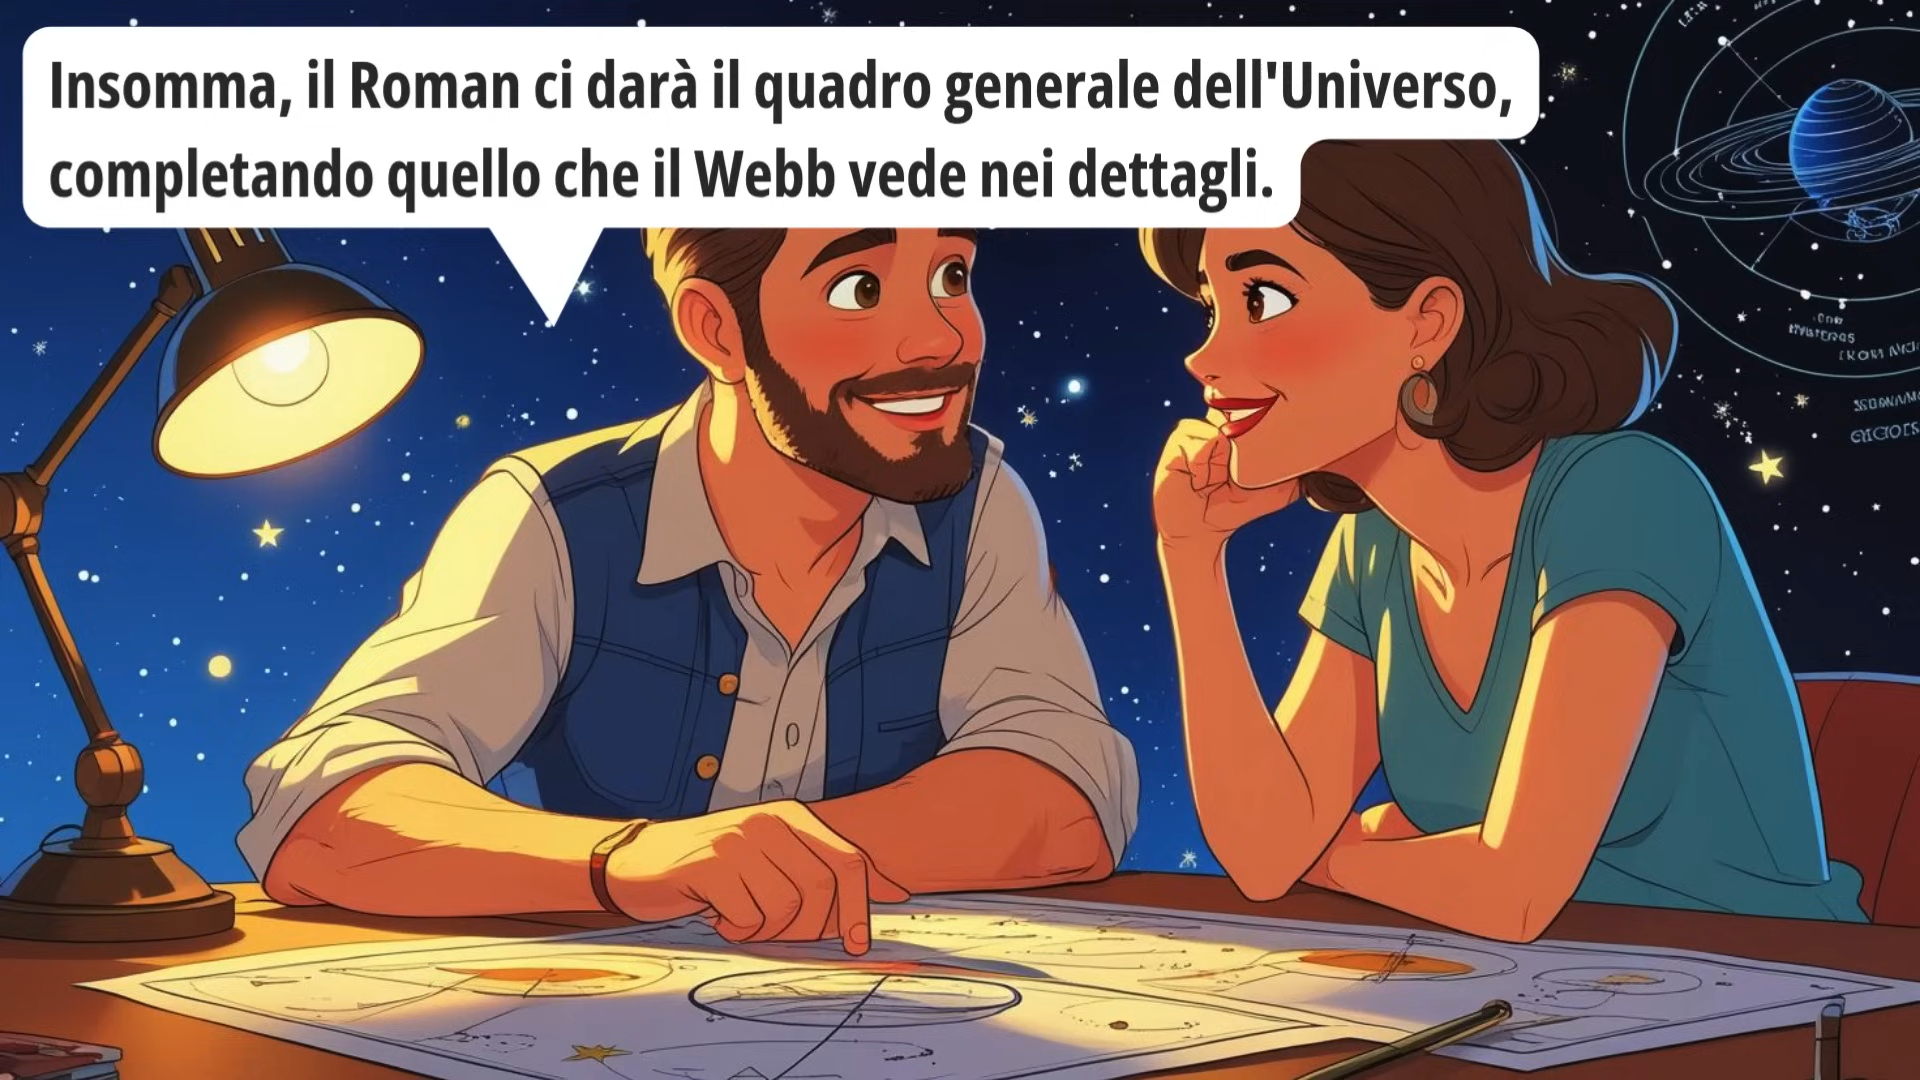 Insomma, il Roman ci darà il quadro generale dell'Universo,
completando quello che il Webb vede nei dettagli.